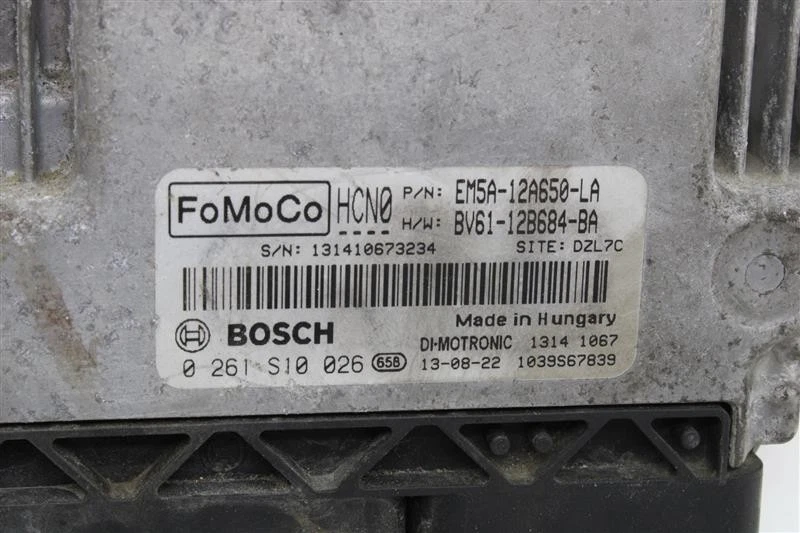 FoMoCo HCN0 P/N: EM5A-12A650-LA
H/W: BV61-12B684-BA
S/N: 131410673234 SITE: DZL7C
BOSCH Made in Hungary
DI-MOTRONIC 1314 1067
0 261 S10 026 658 13-08-22 1039S67839